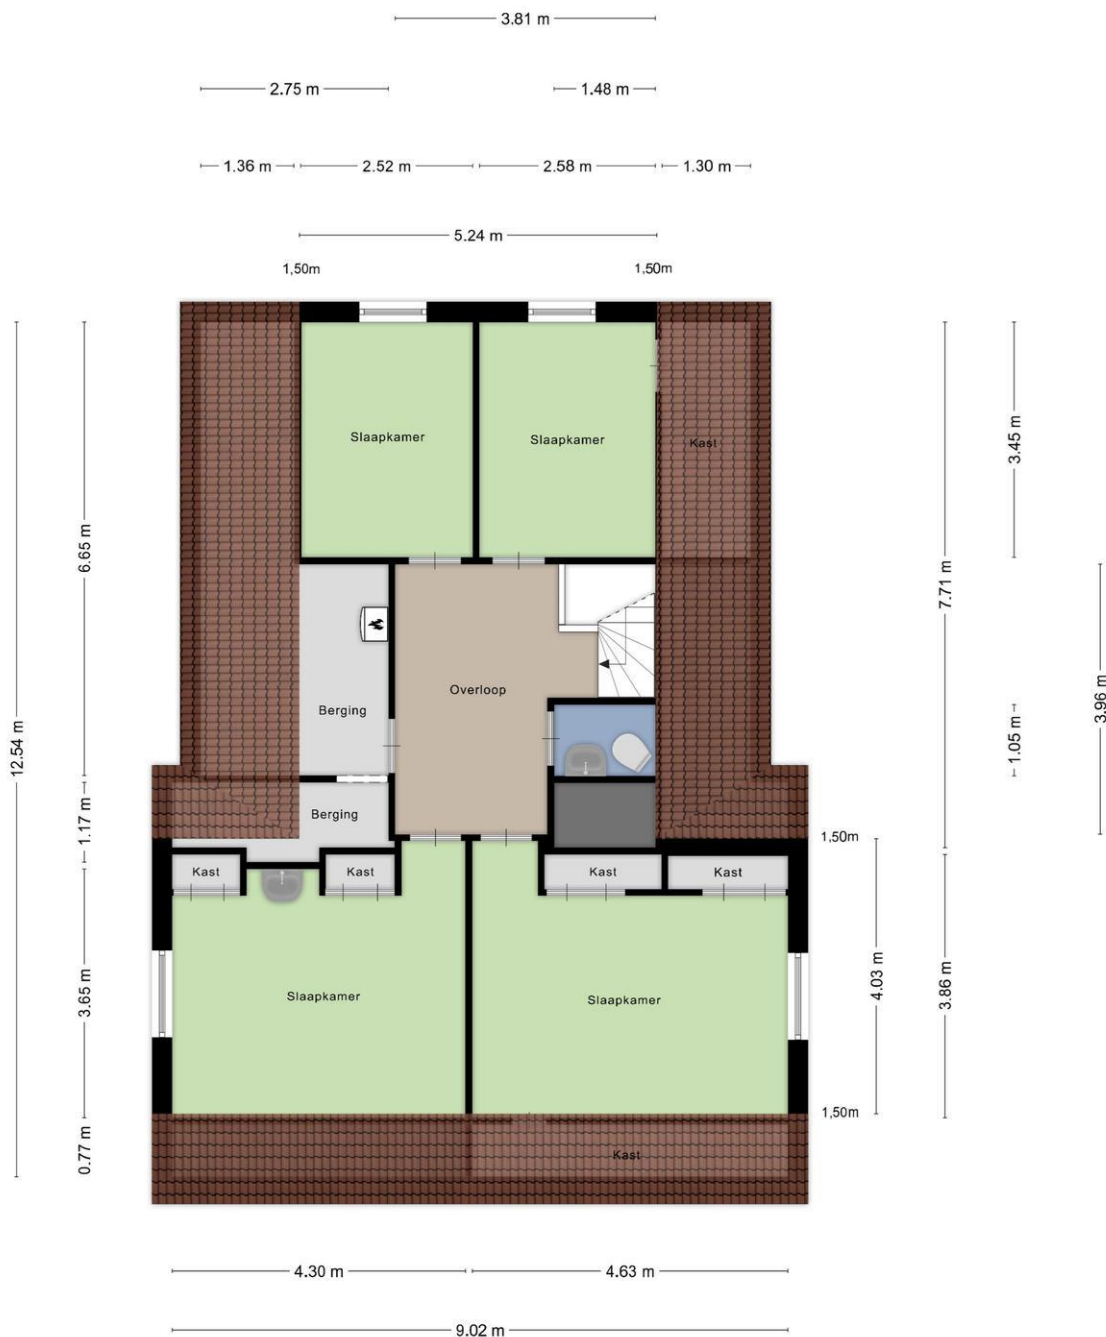 3.81 m
2.75 m
1.48 m
1.36 m
2.52 m
2.58 m
1.30 m
5.24 m
1,50m
1,50m
Slaapkamer
Slaapkamer
Kast
3.45 m
6.65 m
7.71 m
Overloop
Berging
12.54 m
3.96 m
1.05 m
Berging
1.17 m
1,50m
Kast
Kast
Kast
Kast
Slaapkamer
Slaapkamer
3.65 m
4.03 m
3.86 m
1,50m
0.77 m
Kast
4.30 m
4.63 m
9.02 m